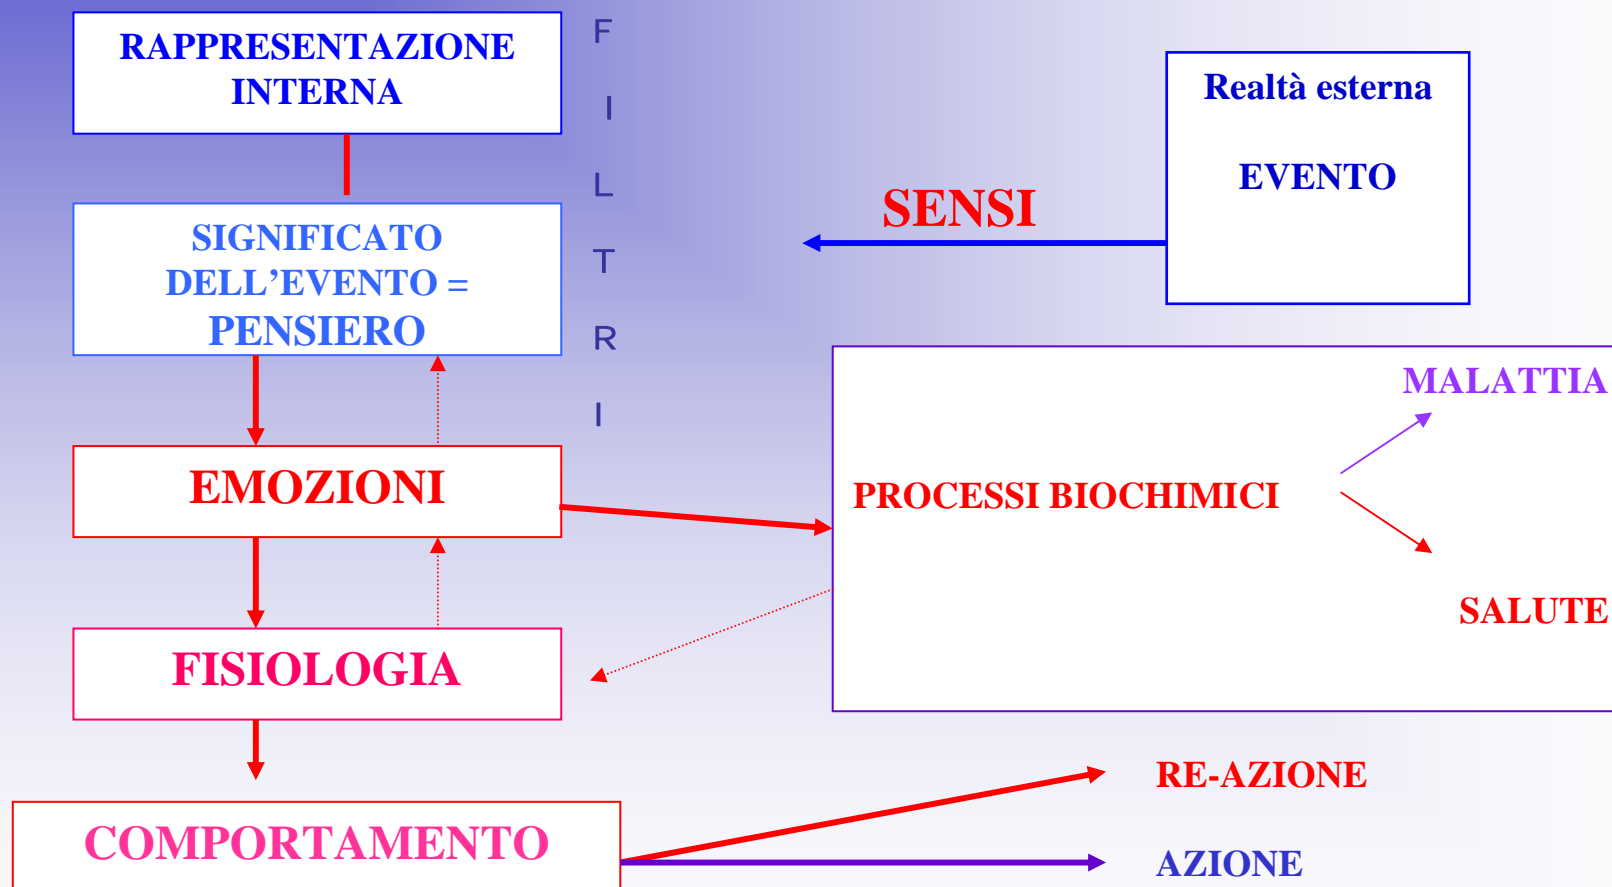 RAPPRESENTAZIONE
INTERNA
F
I
L
T
R
I
Realtà esterna
EVENTO
SENSI
SIGNIFICATO
DELL’EVENTO =
PENSIERO
EMOZIONI
MALATTIA
PROCESSI BIOCHIMICI
SALUTE
FISIOLOGIA
COMPORTAMENTO
RE-AZIONE
AZIONE